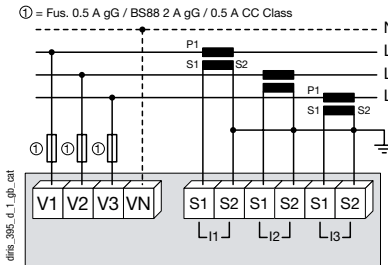 ① = Fus. 0.5 A gG / BS88 2 A gG / 0.5 A CC Class
N
P1
L
S1 S2
L
P1
L
S1 S2
① ① ①
diris_395_d_1_gb_cat
V1 V2 V3 VN S1 S2 S1 S2 S1 S2
I1 I2 I3